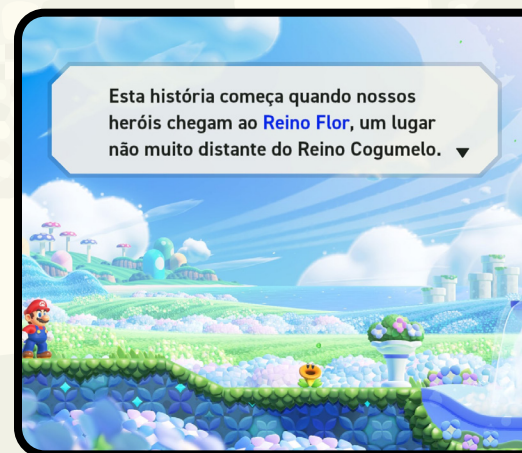 Esta história começa quando nossos
heróis chegam ao Reino Flor, um lugar
não muito distante do Reino Cogumelo.